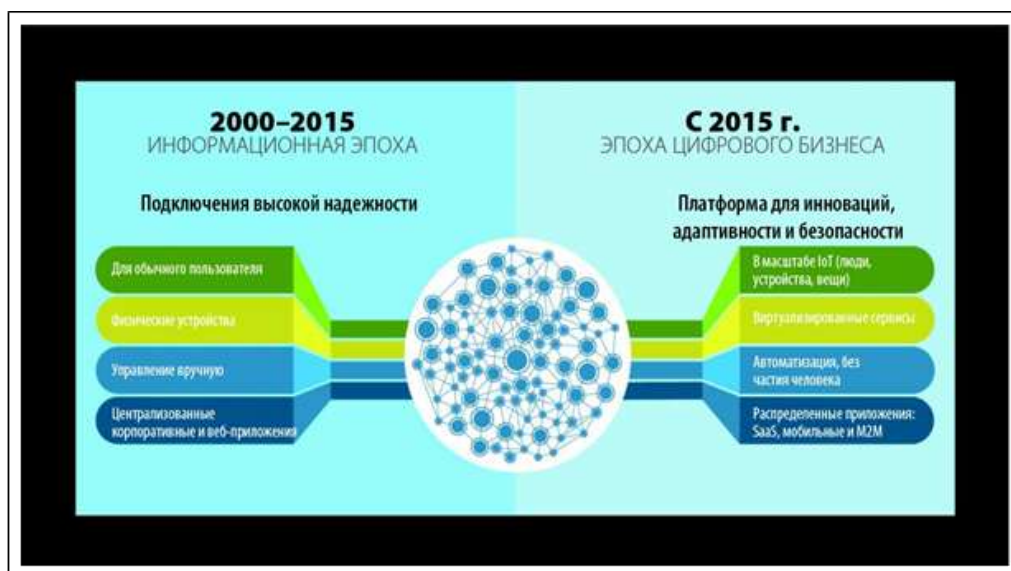 2000–2015
ИНФОРМАЦИОННАЯ ЭПОХА
Подключения высокой надежности
Для обычного пользователя
Физические устройства
Управление вручную
Централизованные
корпоративные и веб-приложения
С 2015 г.
ЭПОХА ЦИФРОВОГО БИЗНЕСА
Платформа для инноваций,
адаптивности и безопасности
В масштабе IoT (люди,
устройства, вещи)
Виртуализированные сервисы
Автоматизация, без
частия человека
Распределенные приложения:
SaaS, мобильные и M2M